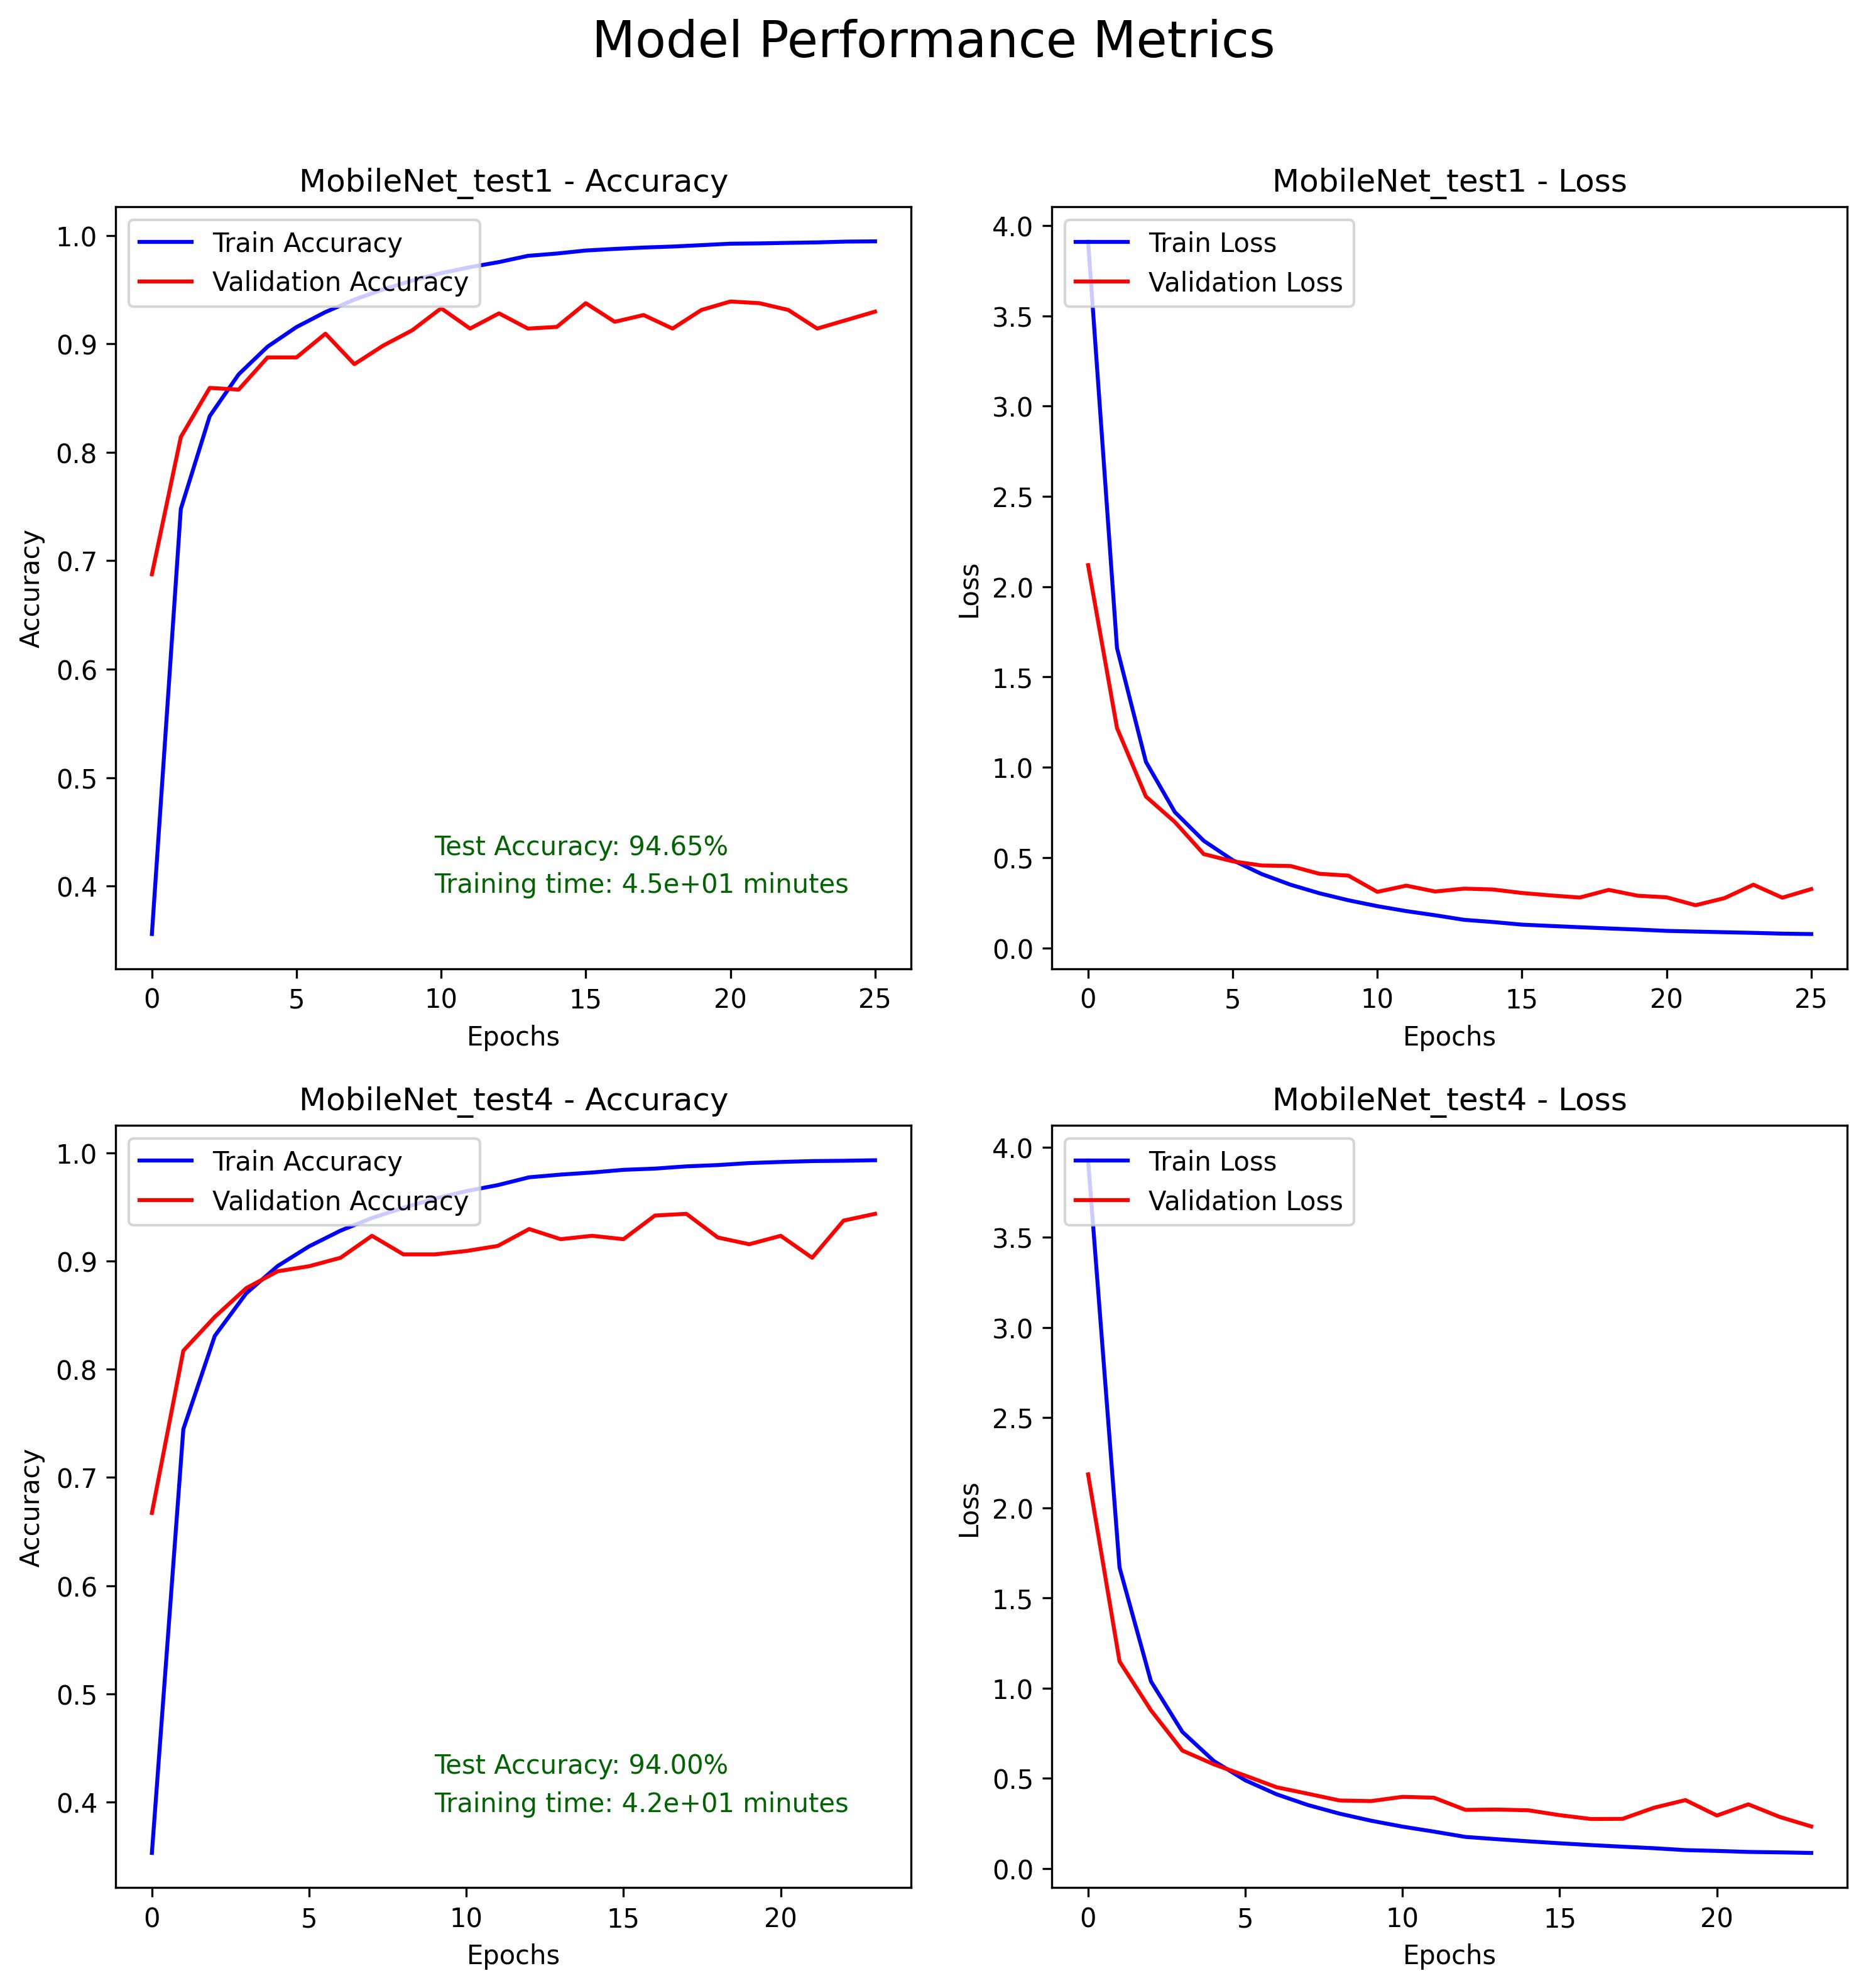 Model Performance Metrics
MobileNet_test1 - Accuracy
Train Accuracy
Validation Accuracy
1.0
0.9
0.8
0.7
0.6
0.5
0.4
Accuracy
Test Accuracy: 94.65%
Training time: 4.5e+01 minutes
0 5 10 15 20 25
Epochs
MobileNet_test1 - Loss
Train Loss
Validation Loss
4.0
3.5
3.0
2.5
2.0
1.5
1.0
0.5
0.0
Loss
0 5 10 15 20 25
Epochs
MobileNet_test4 - Accuracy
Train Accuracy
Validation Accuracy
1.0
0.9
0.8
0.7
0.6
0.5
0.4
Accuracy
Test Accuracy: 94.00%
Training time: 4.2e+01 minutes
0 5 10 15 20
Epochs
MobileNet_test4 - Loss
Train Loss
Validation Loss
4.0
3.5
3.0
2.5
2.0
1.5
1.0
0.5
0.0
Loss
0 5 10 15 20
Epochs